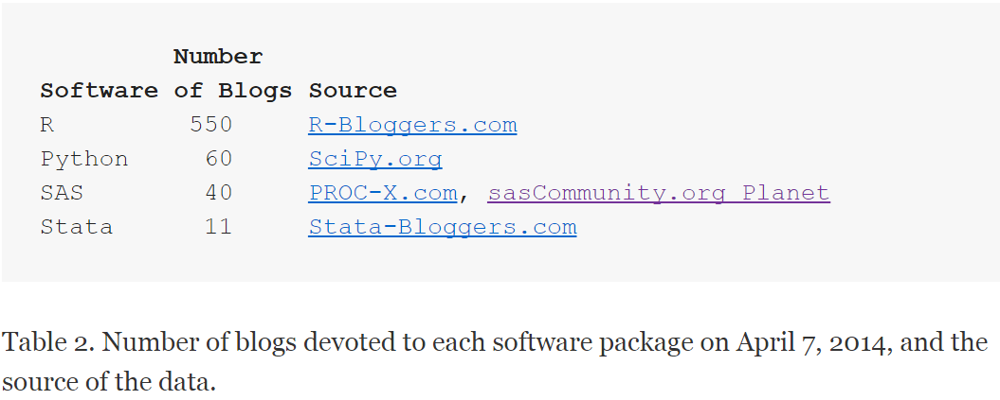 Number
Software of Blogs Source
R 550 R-Bloggers.com
Python 60 SciPy.org
SAS 40 PROC-X.com, sasCommunity.org Planet
Stata 11 Stata-Bloggers.com
Table 2. Number of blogs devoted to each software package on April 7, 2014, and the
source of the data.